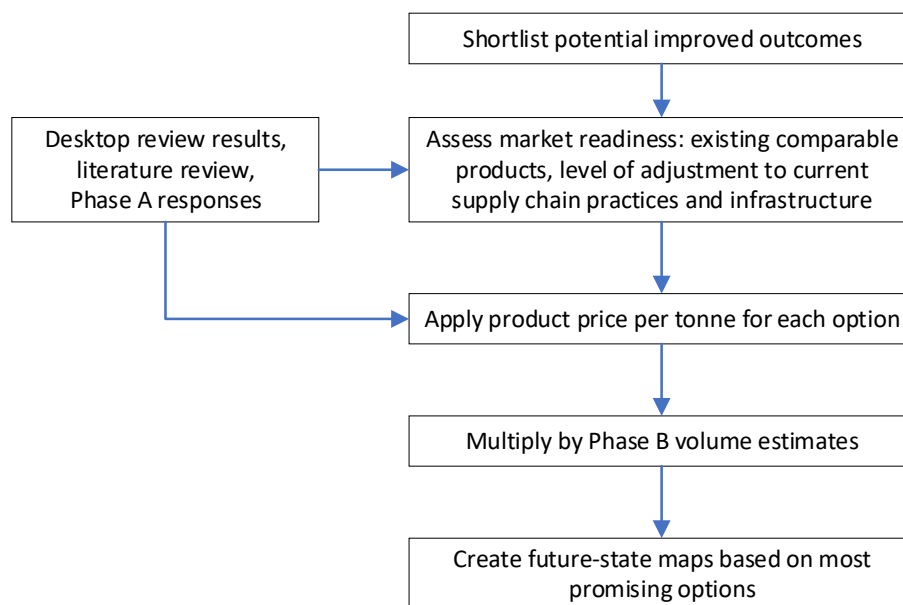 Shortlist potential improved outcomes
Desktop review results,
literature review,
Phase A responses
Assess market readiness: existing comparable
products, level of adjustment to current
supply chain practices and infrastructure
Apply product price per tonne for each option
Multiply by Phase B volume estimates
Create future-state maps based on most
promising options